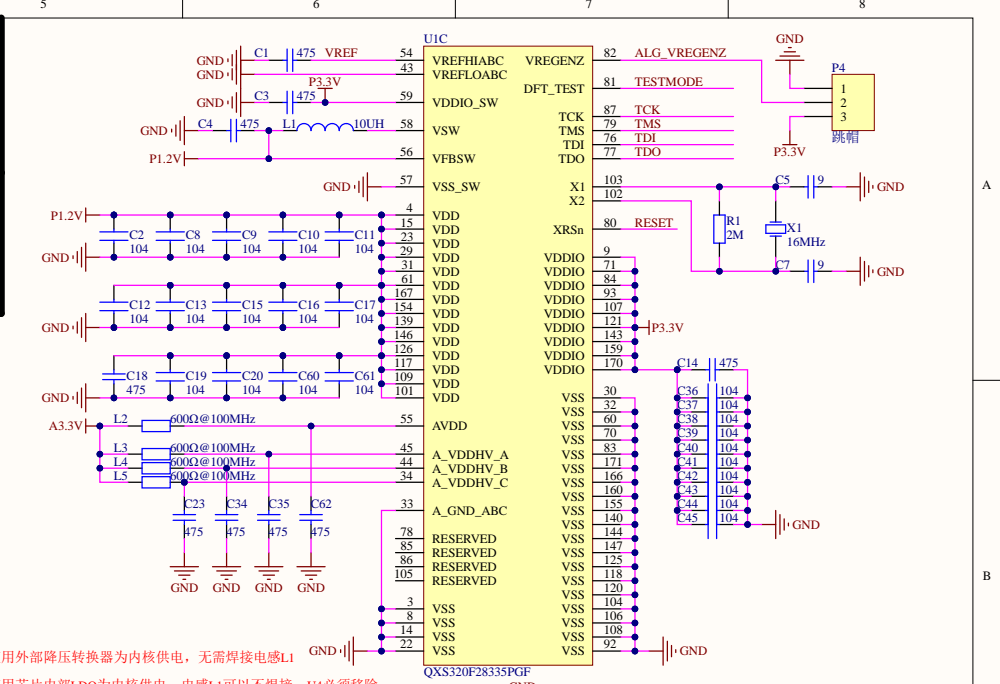 5 6 7 8
U1C
GND C1 475 VREF 54 VREFHIABC VREGENZ 82 ALG_VREGENZ GND
GND 43 VREFLOABC
P3.3V DFT_TEST 81 TESTMODE P4
GND C3 475 59 VDDIO_SW 1
2
TCK 87 TCK 3
GND C4 475 L1 10UH 58 VSW TMS 79 TMS
跳帽
TDI 76 TDI
P1.2V 56 VFBSW TDO 77 TDO P3.3V
GND 57 VSS_SW X1 103 C5 9 GND A
X2 102
P1.2V 4 VDD
15 VDD XRSn 80 RESET R1 X1
C2 C8 C9 C10 C11 23 VDD 2M 16MHz
104 104 104 104 104
GND 29 VDD VDDIO 9
31 VDD VDDIO 71 C7 9 GND
61 VDD VDDIO 84
167 VDD VDDIO 93
C12 C13 C15 C16 C17 154 VDD VDDIO 107
104 104 104 104 104
GND 139 VDD VDDIO 121 P3.3V
146 VDD VDDIO 143
126 VDD VDDIO 159
117 VDD VDDIO 170 C14 475
C18 C19 C20 C60 C61 109 VDD
475 104 104 104 104
GND 101 VDD VSS 30 C36 104
VSS 32 C37 104
A3.3V L2 600Ω@100MHz 55 AVDD VSS 60 C38 104
VSS 70 C39 104
L3 600Ω@100MHz 45 A_VDDHV_A VSS 83 C40 104
L4 600Ω@100MHz 44 A_VDDHV_B VSS 171 C41 104
L5 600Ω@100MHz 34 A_VDDHV_C VSS 166 C42 104
VSS 160 C43 104
C23 C34 C35 C62 33 A_GND_ABC VSS 155 C44 104
VSS 140 C45 104 GND
475 475 475 475 78 RESERVED VSS 144
85 RESERVED VSS 147
86 RESERVED VSS 125
105 RESERVED VSS 118
GND GND GND GND VSS 120
3 VSS VSS 104
8 VSS VSS 106
14 VSS VSS 108
GND 22 VSS VSS 92 GND
B
用外部降压转换器为内核供电，无需焊接电感L1
QXS320F28335PGF